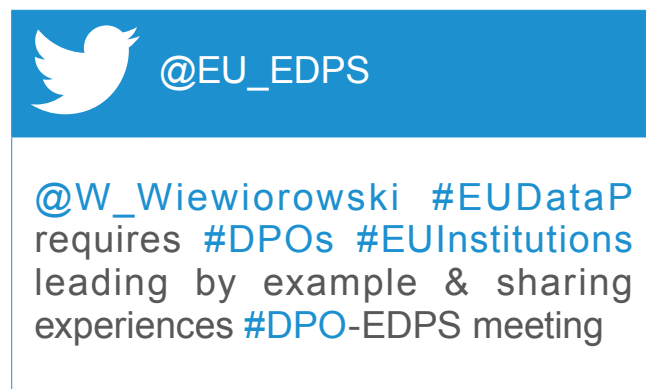 @EU_EDPS
@W_Wiewiorowski #EUDataP
requires #DPOs #EUInstitutions
leading by example & sharing
experiences #DPO-EDPS meeting